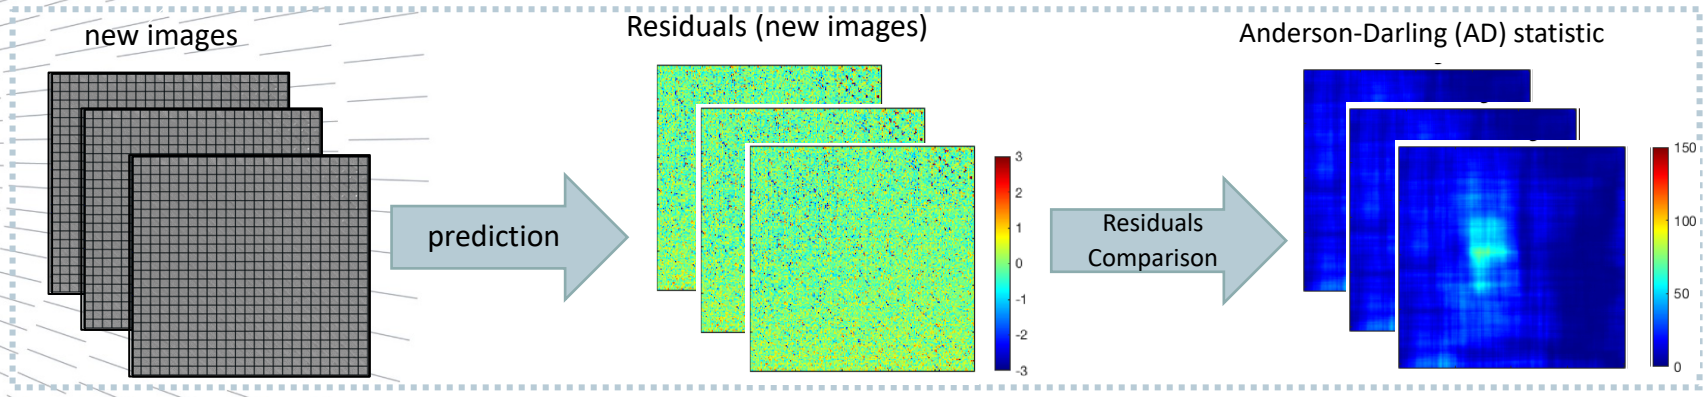 new images
Residuals (new images)
Anderson-Darling (AD) statistic
prediction
3
2
1
0
-1
-2
-3
Residuals
Comparison
150
100
50
0